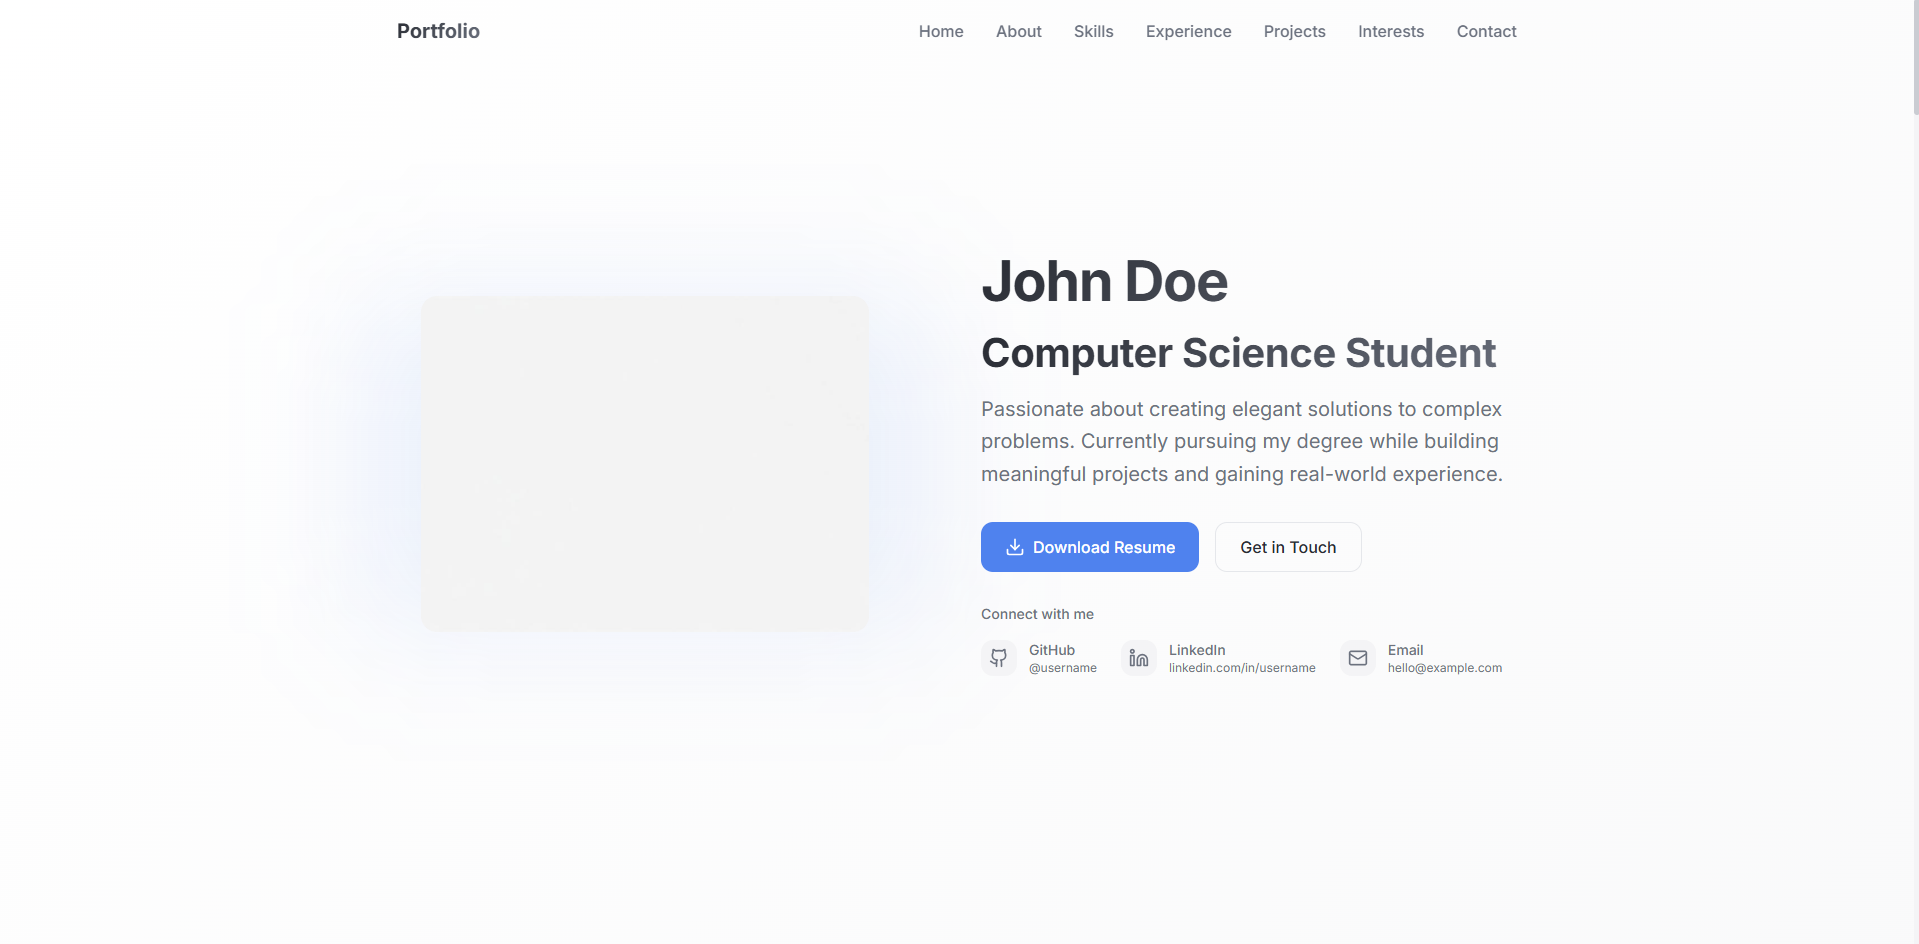 Portfolio
Home About Skills Experience Projects Interests Contact
John Doe
Computer Science Student
Passionate about creating elegant solutions to complex
problems. Currently pursuing my degree while building
meaningful projects and gaining real-world experience.
Download Resume
Get in Touch
Connect with me
GitHub
@username
LinkedIn
linkedin.com/in/username
Email
hello@example.com